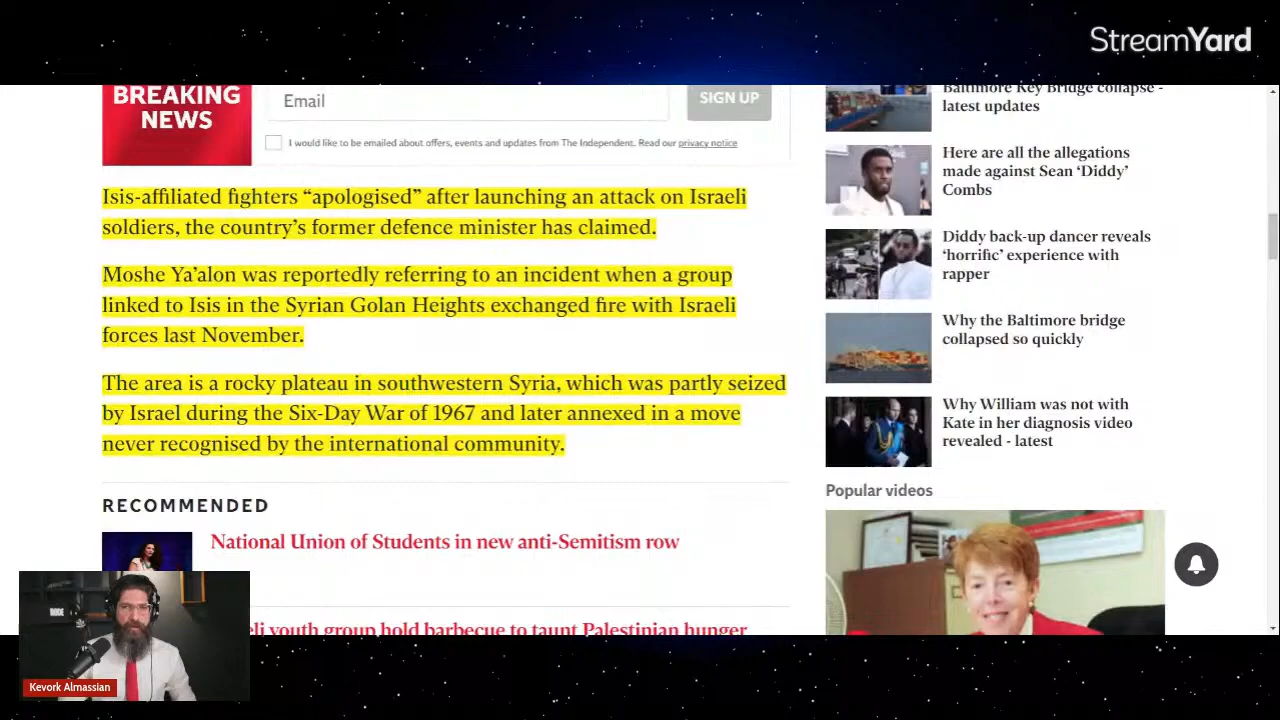 StreamYard
BREAKING
NEWS
Email
SIGN UP
I would like to be emailed about offers, events and updates from The Independent. Read our privacy notice
Isis-affiliated fighters “apologised” after launching an attack on Israeli
soldiers, the country’s former defence minister has claimed.
Moshe Ya’alon was reportedly referring to an incident when a group
linked to Isis in the Syrian Golan Heights exchanged fire with Israeli
forces last November.
The area is a rocky plateau in southwestern Syria, which was partly seized
by Israel during the Six-Day War of 1967 and later annexed in a move
never recognised by the international community.
RECOMMENDED
National Union of Students in new anti-Semitism row
youth group hold barbecue to taunt Palestinian hunger
Baltimore Key Bridge collapse -
latest updates
Here are all the allegations
made against Sean ‘Diddy’
Combs
Diddy back-up dancer reveals
‘horrific’ experience with
rapper
Why the Baltimore bridge
collapsed so quickly
Why William was not with
Kate in her diagnosis video
revealed - latest
Popular videos
RODE
Kevork Almassian